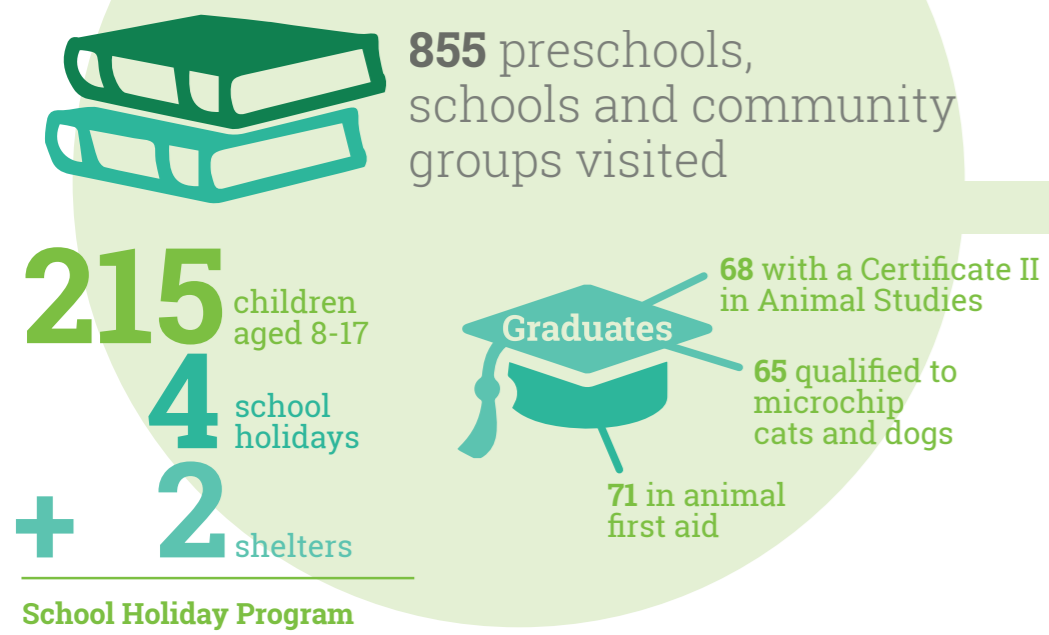 855 preschools,
schools and community
groups visited
215 children
aged 8-17
4 school
holidays
+ 2 shelters
School Holiday Program
Graduates
68 with a Certificate II
in Animal Studies
65 qualified to
microchip
cats and dogs
71 in animal
first aid